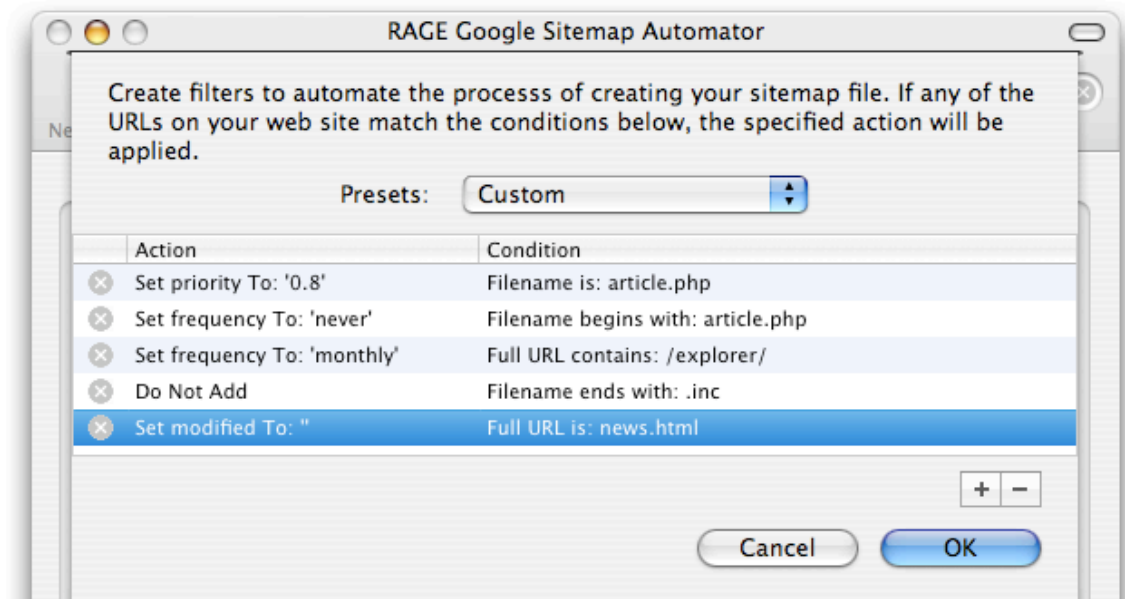 RAGE Google Sitemap Automator
Ne
Create filters to automate the processs of creating your sitemap file. If any of the
URLs on your web site match the conditions below, the specified action will be
applied.
Presets: Custom
Action Condition
Set priority To: '0.8' Filename is: article.php
Set frequency To: 'never' Filename begins with: article.php
Set frequency To: 'monthly' Full URL contains: /explorer/
Do Not Add Filename ends with: .inc
Set modified To: '' Full URL is: news.html
+ −
Cancel OK